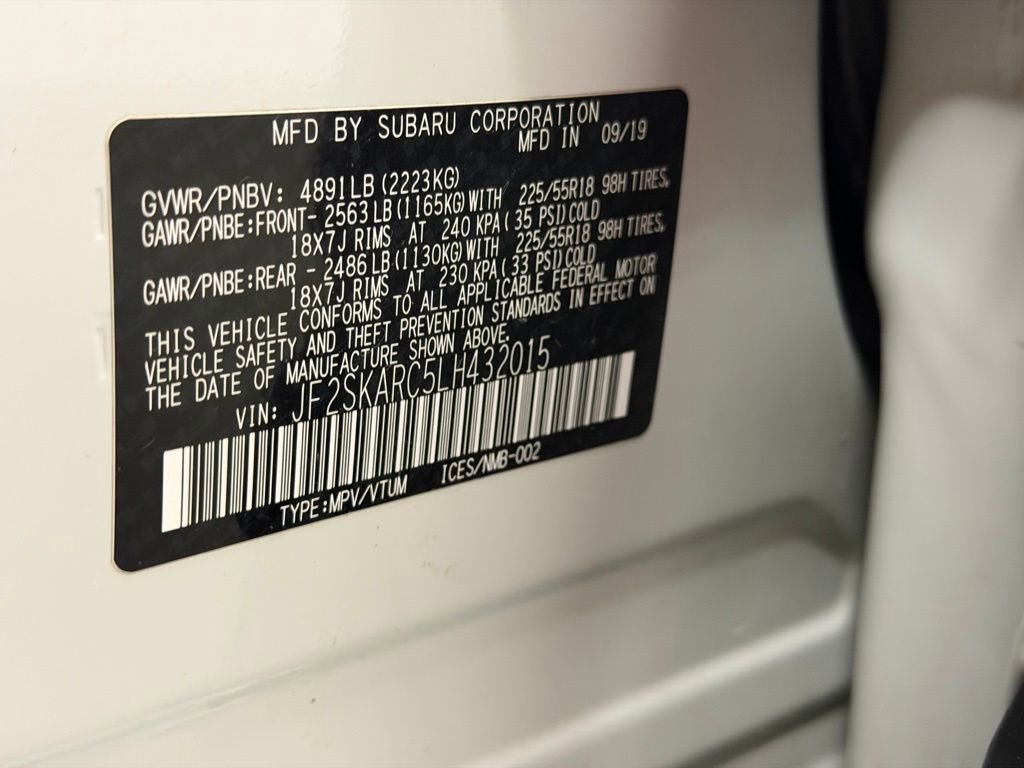 MFD BY SUBARU CORPORATION
MFD IN 09/19
GVWR/PNBV: 4891LB(2223KG)
GAWR/PNBE:FRONT- 2563LB(1165KG)WITH 225/55R18 98H TIRES,
18X7J RIMS AT 240 KPA( 35 PSI)COLD
GAWR/PNBE:REAR - 2486LB(1130KG)WITH 225/55R18 98H TIRES,
18X7J RIMS AT 230 KPA( 33 PSI)COLD
THIS VEHICLE CONFORMS TO ALL APPLICABLE FEDERAL MOTOR
VEHICLE SAFETY AND THEFT PREVENTION STANDARDS IN EFFECT ON
THE DATE OF MANUFACTURE SHOWN ABOVE.
VIN: JF2SKARC5LH432015
TYPE:MPV/VTUM ICES/NMB-002